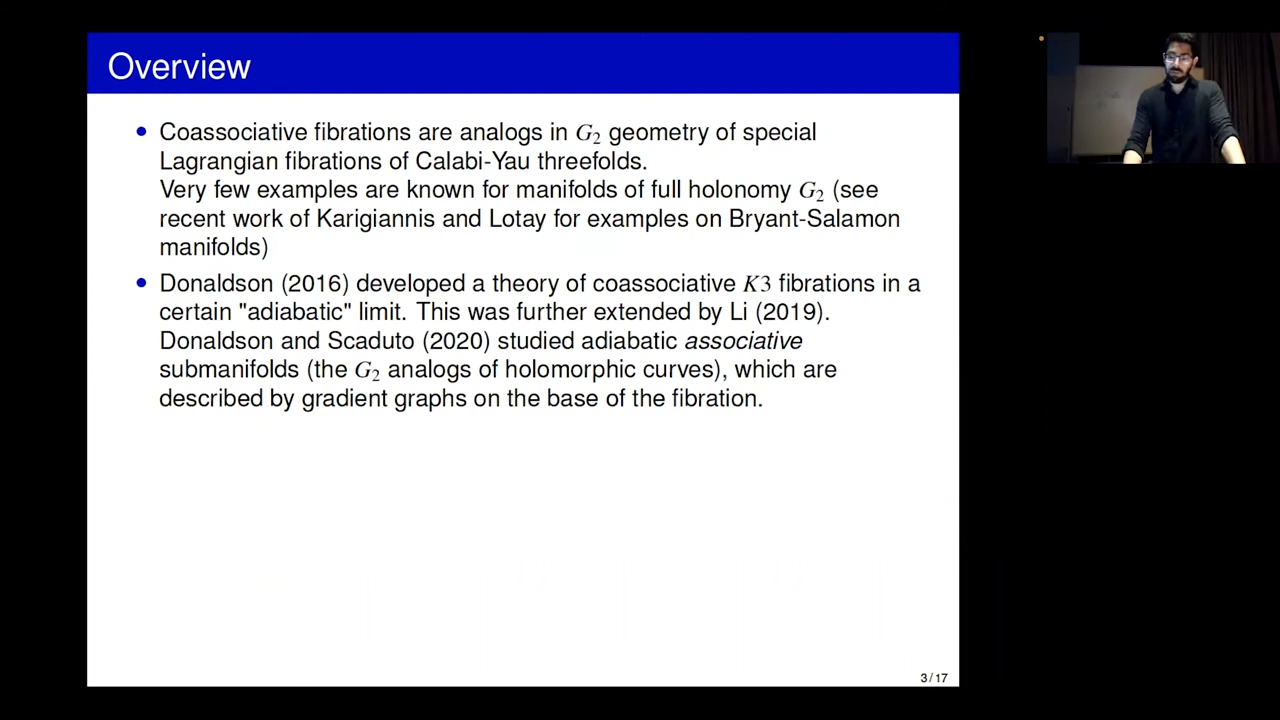 Overview
• Coassociative fibrations are analogs in G₂ geometry of special
Lagrangian fibrations of Calabi-Yau threefolds.
Very few examples are known for manifolds of full holonomy G₂ (see
recent work of Karigiannis and Lotay for examples on Bryant-Salamon
manifolds)
• Donaldson (2016) developed a theory of coassociative K3 fibrations in a
certain "adiabatic" limit. This was further extended by Li (2019).
Donaldson and Scaduto (2020) studied adiabatic associative
submanifolds (the G₂ analogs of holomorphic curves), which are
described by gradient graphs on the base of the fibration.
3 / 17